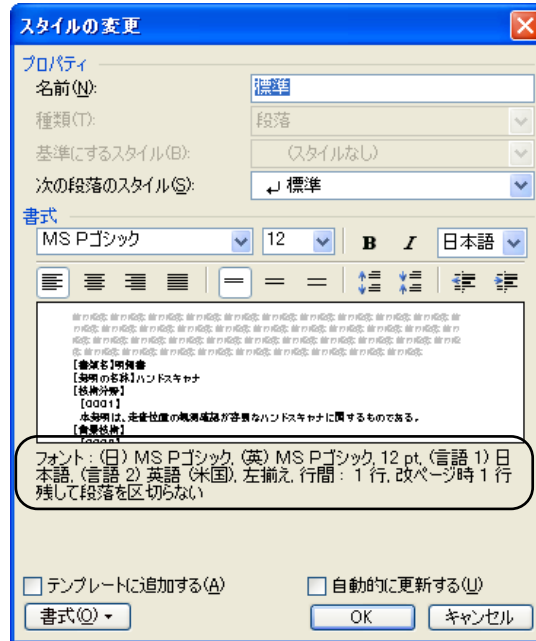 スタイルの変更
プロパティ
名前(N):
標準
種類(T):
段落
基準にするスタイル(B):
(スタイルなし)
次の段落のスタイル(S):
標準
書式
MS Pゴシック
12
B
I
日本語
【書類名】明細書
【発明の名称】ハンドスキャナ
【技術分野】
【0001】
本発明は、走査位置の観測確認が容易なハンドスキャナに関するものである。
【背景技術】
フォント : (日) MS Pゴシック, (英) MS Pゴシック, 12 pt, (言語 1) 日
本語, (言語 2) 英語 (米国), 左揃え, 行間 : 1 行, 改ページ時 1 行
残して段落を区切らない
テンプレートに追加する(A)
自動的に更新する(U)
書式(O)
OK
キャンセル